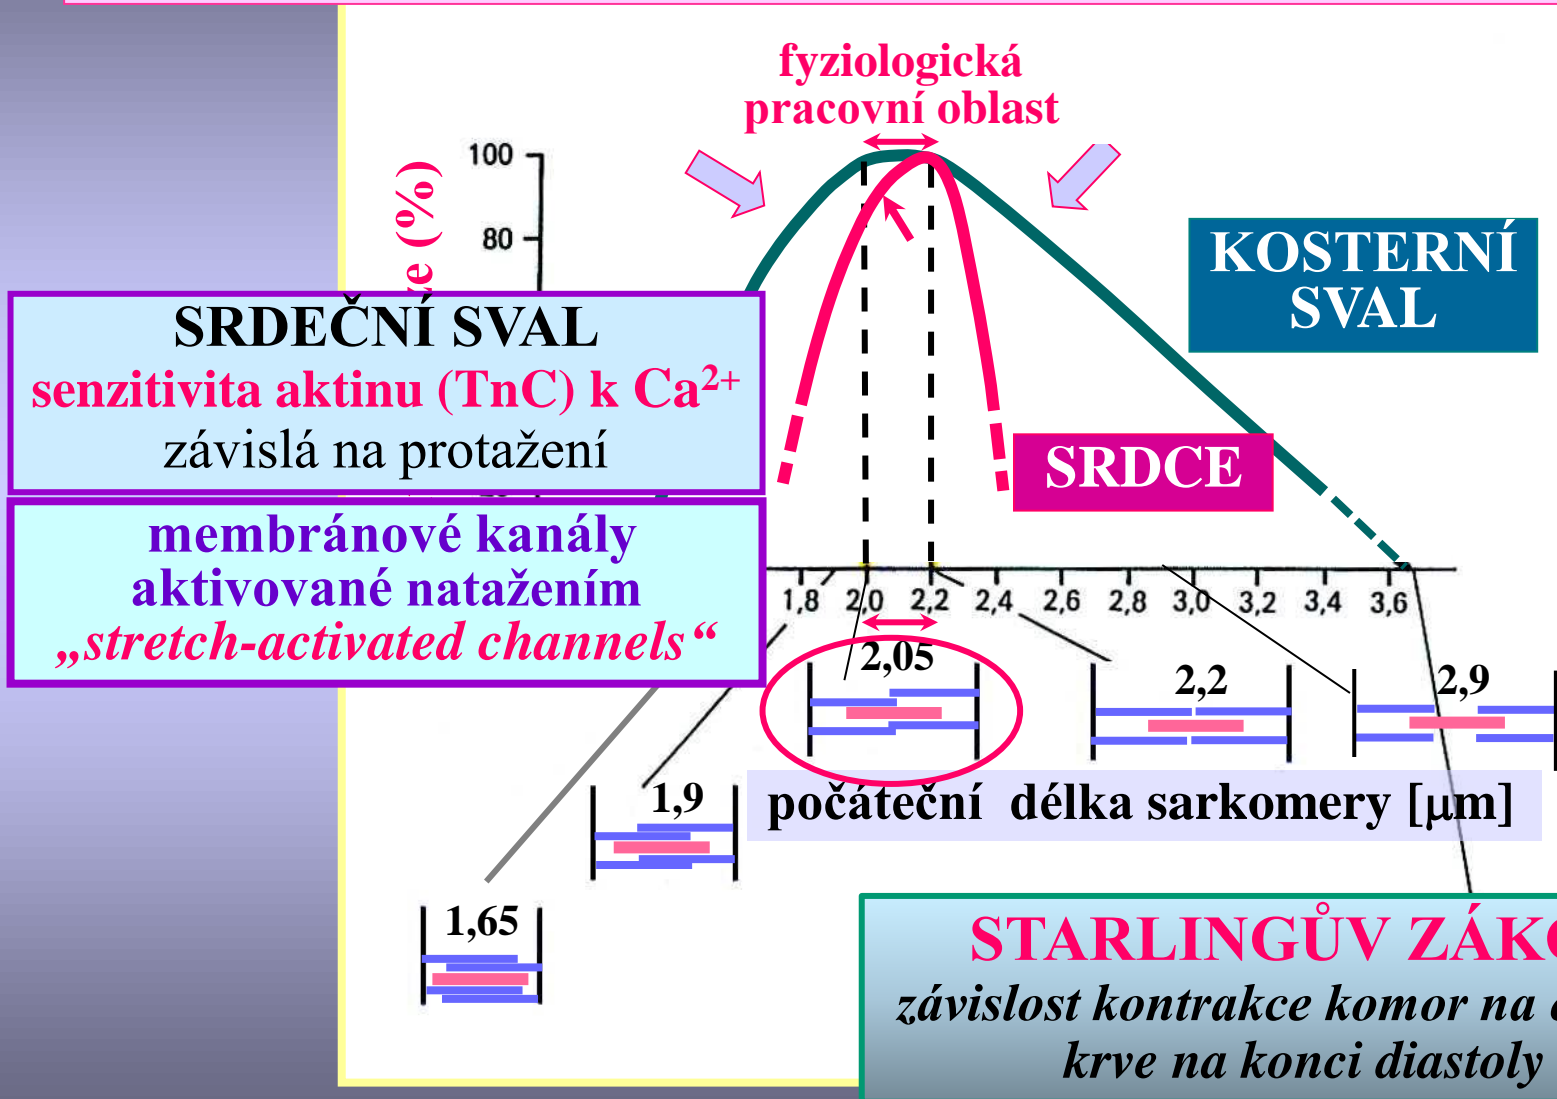 fyziologická
pracovní oblast
100
80
(%)
KOSTERNÍ
SVAL
SRDEČNÍ SVAL
senzitivita aktinu (TnC) k Ca²⁺
závislá na protažení
SRDCE
membránové kanály
aktivované natažením
„stretch-activated channels“
1,8 2,0 2,2 2,4 2,6 2,8 3,0 3,2 3,4 3,6
2,05
2,2
2,9
1,9
počáteční délka sarkomery [μm]
1,65
STARLINGŮV
závislost kontrakce komor na
krve na konci diastoly